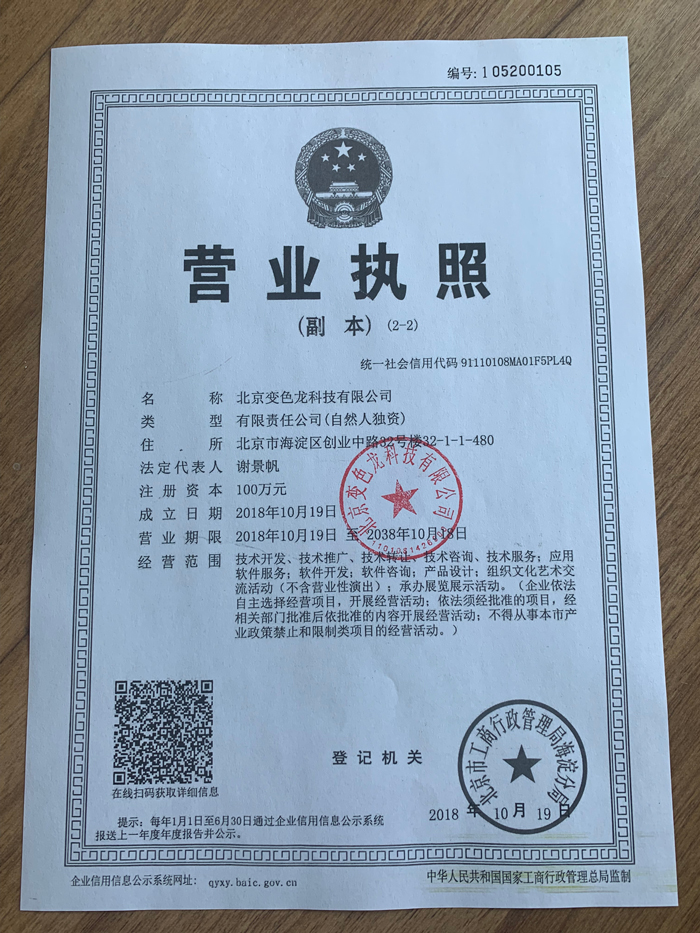 编号:1 05200105
营业执照
(副 本) (2-2)
统一社会信用代码 91110108MA01F5PL4Q
名 称 北京变色龙科技有限公司
类 型 有限责任公司(自然人独资)
住 所 北京市海淀区创业中路32号楼32-1-1-480
法定代表人 谢景帆
注册资本 100万元
成立日期 2018年10月19日
营业期限 2018年10月19日 至 2038年10月18日
经营范围 技术开发、技术推广、技术转让、技术咨询、技术服务；应用
软件服务；软件开发；软件咨询；产品设计；组织文化艺术交
流活动（不含营业性演出）；承办展览展示活动。（企业依法
自主选择经营项目，开展经营活动；依法须经批准的项目，经
相关部门批准后依批准的内容开展经营活动；不得从事本市产
业政策禁止和限制类项目的经营活动。）
北京变色龙科技有限公司
在线扫码获取详细信息
登记机关
北京市工商行政管理局海淀分局
2018 年 10 月 19 日
提示：每年1月1日至6月30日通过企业信用信息公示系统
报送上一年度年度报告并公示。
企业信用信息公示系统网址： qyxy.baic.gov.cn
中华人民共和国国家工商行政管理总局监制